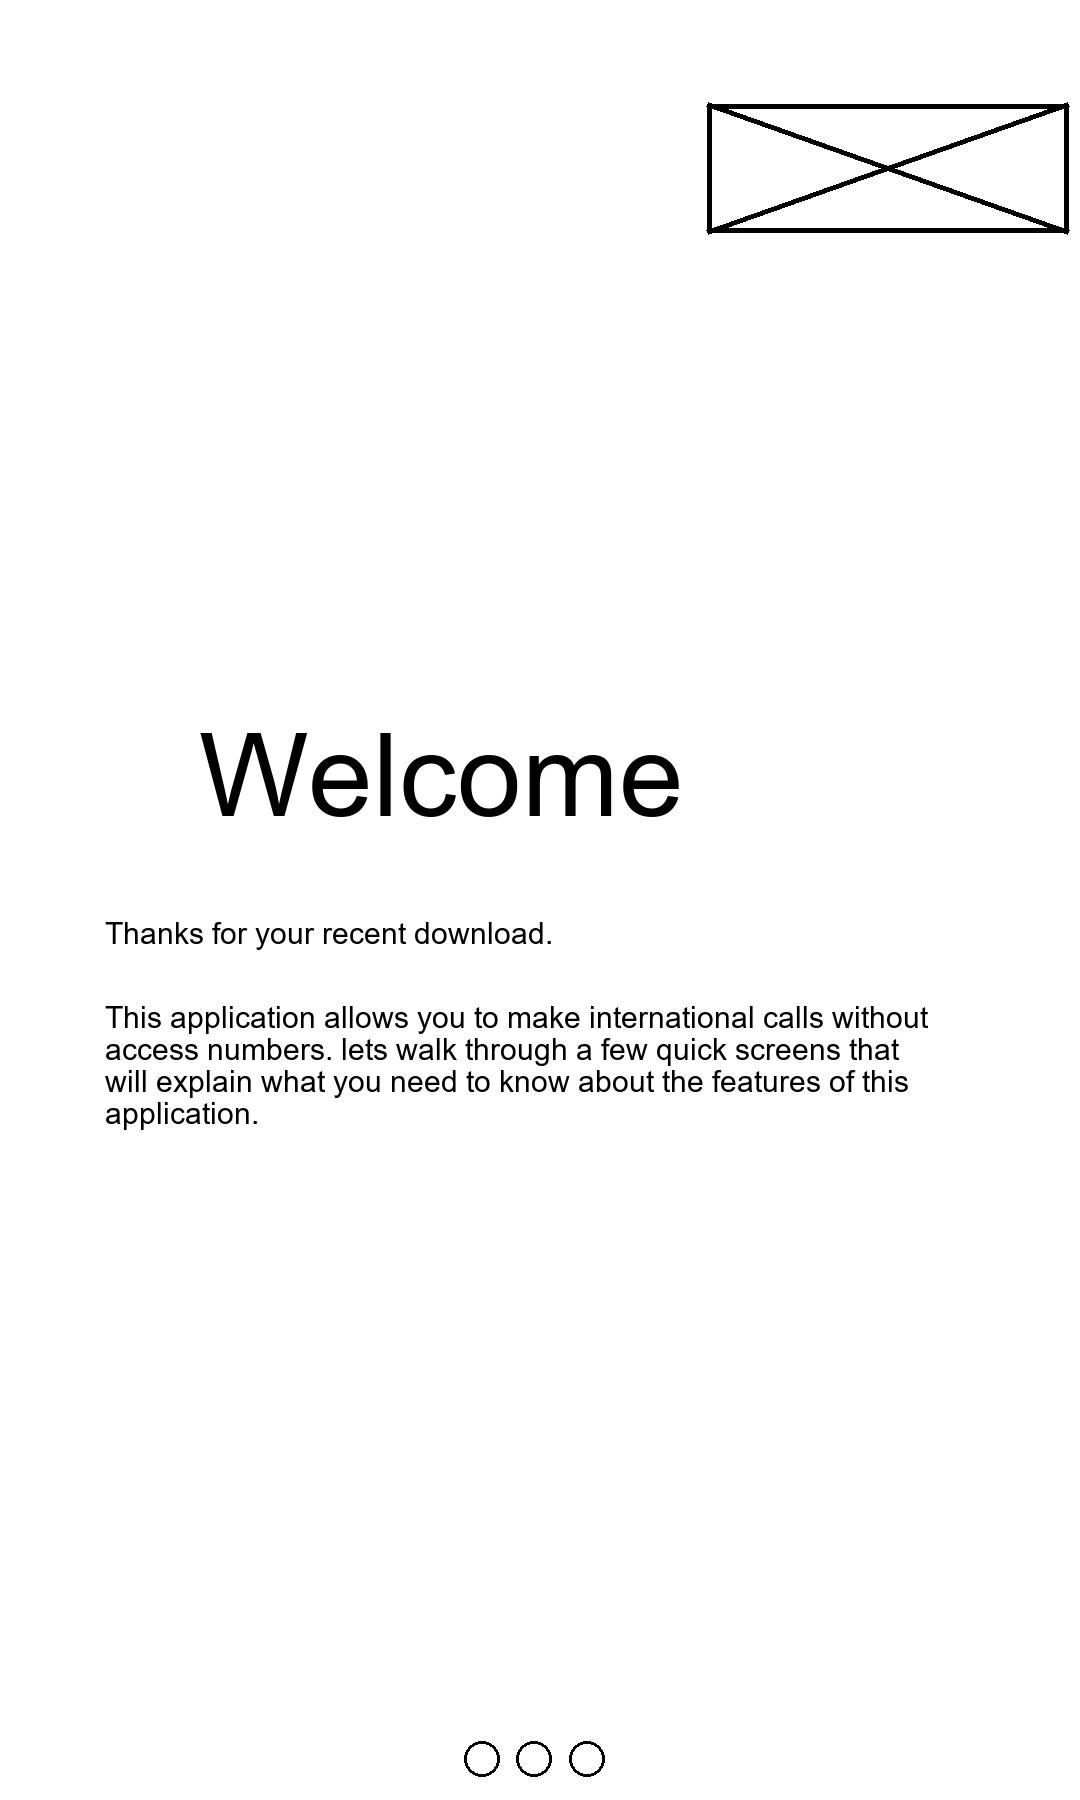 Welcome
Thanks for your recent download.
This application allows you to make international calls without
access numbers. lets walk through a few quick screens that
will explain what you need to know about the features of this
application.